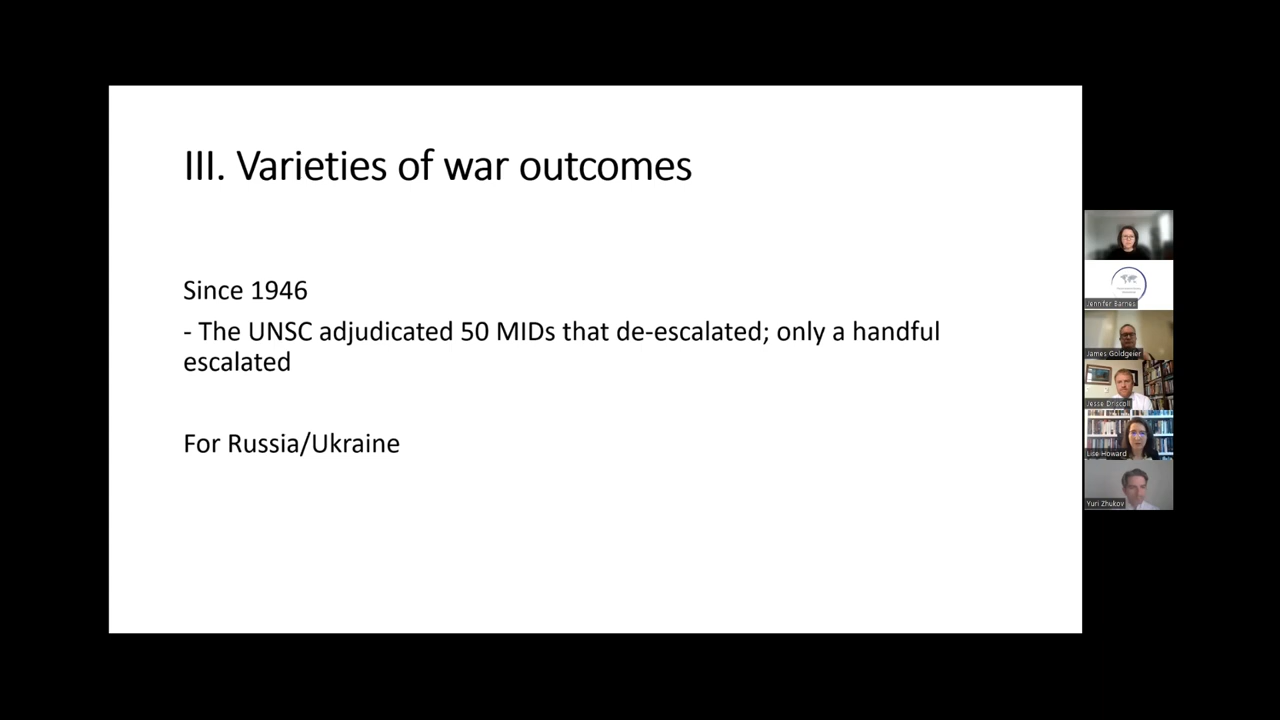 III. Varieties of war outcomes
Since 1946
- The UNSC adjudicated 50 MIDs that de-escalated; only a handful
escalated
For Russia/Ukraine
Jennifer Barnes
James Goldgeier
Jesse Driscoll
Lise Howard
Yuri Zhukov